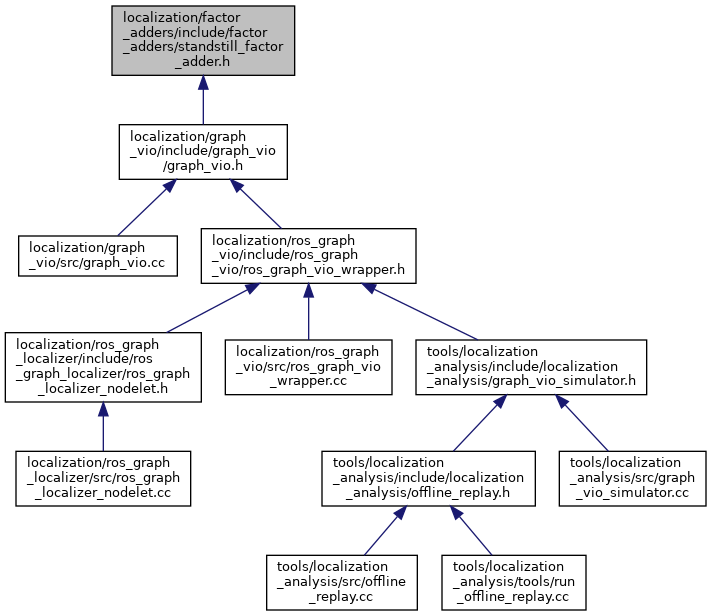 localization/factor
_adders/include/factor
_adders/standstill_factor
_adder.h
localization/graph
_vio/include/graph_vio
/graph_vio.h
localization/graph
_vio/src/graph_vio.cc
localization/ros_graph
_vio/include/ros_graph
_vio/ros_graph_vio_wrapper.h
localization/ros_graph
_localizer/include/ros
_graph_localizer/ros_graph
_localizer_nodelet.h
localization/ros_graph
_vio/src/ros_graph_vio
_wrapper.cc
tools/localization
_analysis/include/localization
_analysis/graph_vio_simulator.h
localization/ros_graph
_localizer/src/ros_graph
_localizer_nodelet.cc
tools/localization
_analysis/include/localization
_analysis/offline_replay.h
tools/localization
_analysis/src/graph
_vio_simulator.cc
tools/localization
_analysis/src/offline
_replay.cc
tools/localization
_analysis/tools/run
_offline_replay.cc